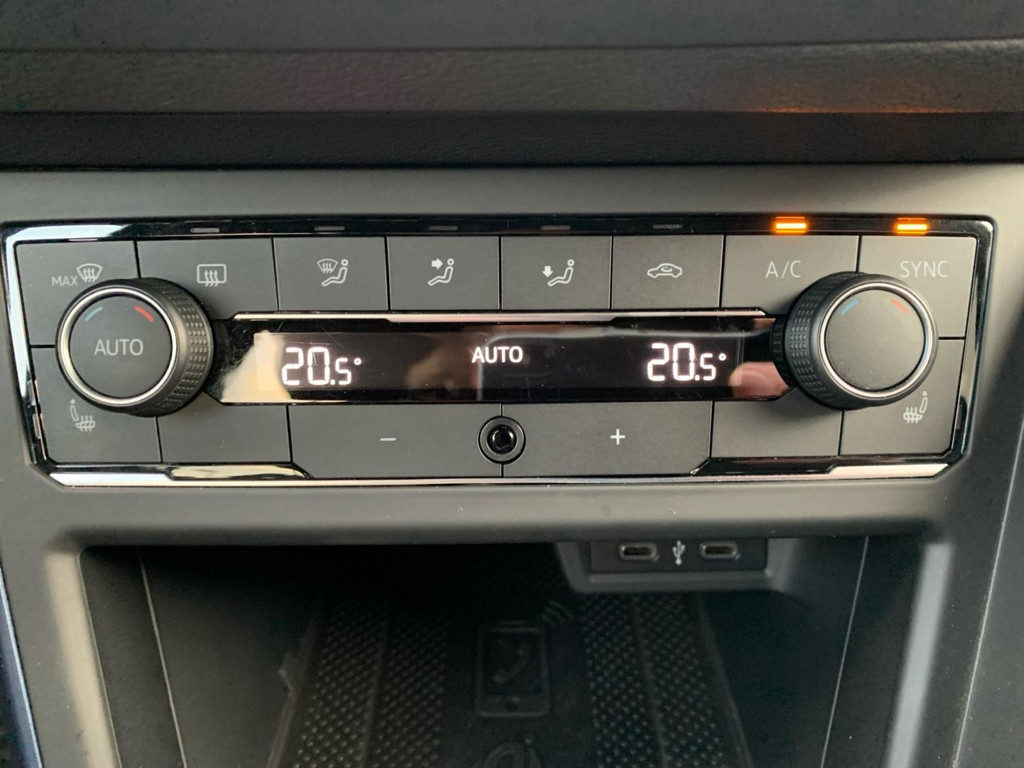 MAX
A/C
SYNC
AUTO
20.5°
AUTO
20.5°
−
+